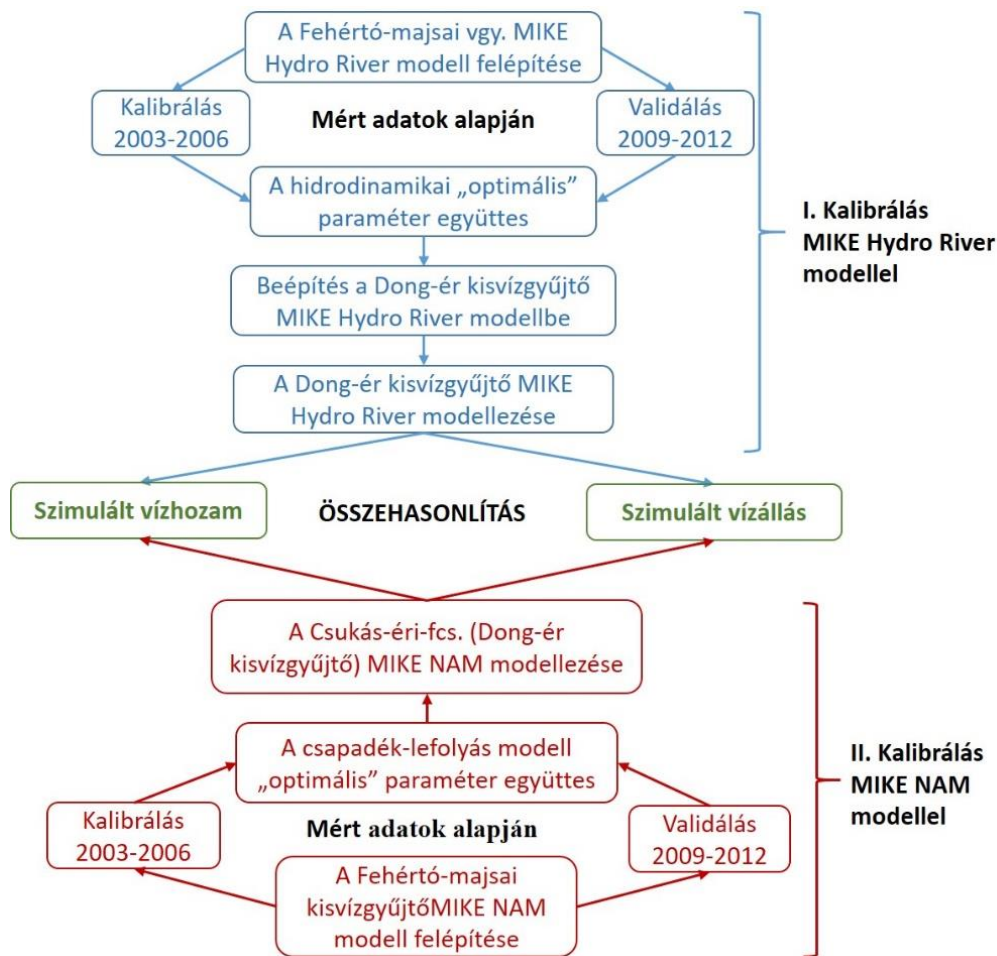 A Fehértó-majsai vgy. MIKE
Hydro River modell felépítése
Kalibrálás
2003-2006
Mért adatok alapján
Validálás
2009-2012
A hidrodinamikai „optimális”
paraméter együttes
I. Kalibrálás
MIKE Hydro River
modellel
Beépítés a Dong-ér kisvízgyűjtő
MIKE Hydro River modellbe
A Dong-ér kisvízgyűjtő MIKE
Hydro River modellezése
Szimulált vízhozam
ÖSSZEHASONLÍTÁS
Szimulált vízállás
A Csukás-éri-fcs. (Dong-ér
kisvízgyűjtő) MIKE NAM modellezése
A csapadék-lefolyás modell
„optimális” paraméter együttes
II. Kalibrálás
MIKE NAM
modellel
Kalibrálás
2003-2006
Mért adatok alapján
Validálás
2009-2012
A Fehértó-majsai
kisvízgyűjtőMIKE NAM
modell felépítése